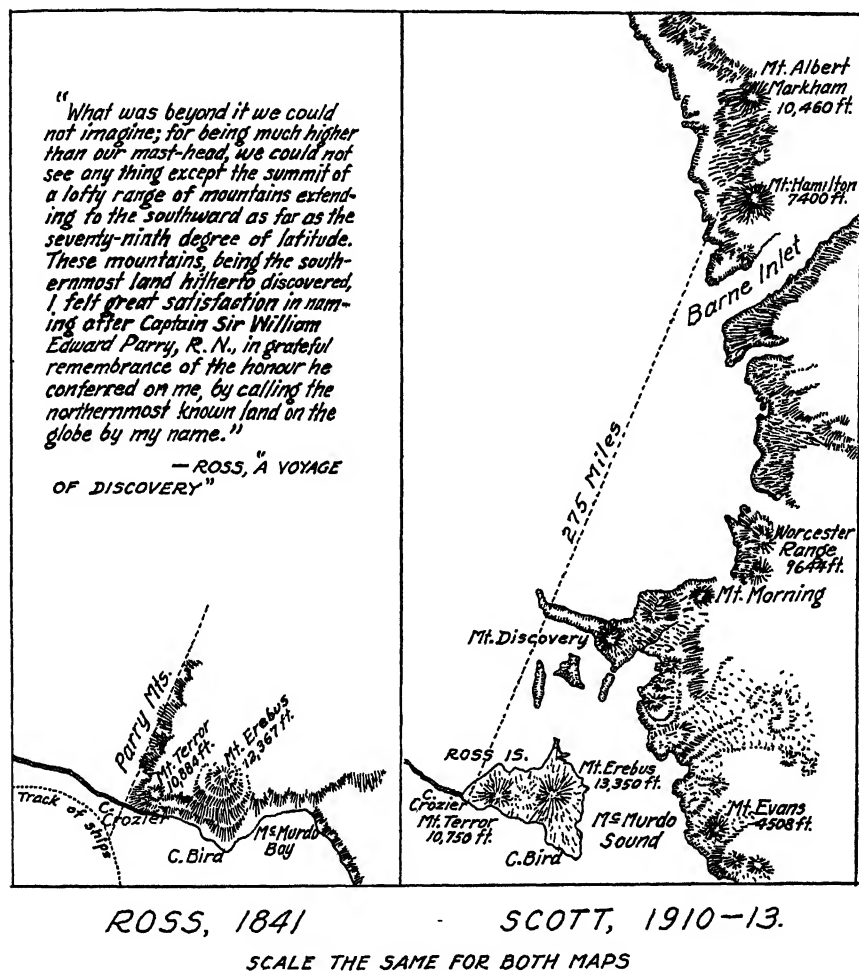 "What was beyond it we could
not imagine; for being much higher
than our mast-head, we could not
see any thing except the summit of
a lofty range of mountains extend-
ing to the southward as far as the
seventy-ninth degree of latitude.
These mountains, being the south-
ernmost land hitherto discovered,
I felt great satisfaction in nam-
ing after Captain Sir William
Edward Parry, R.N., in grateful
remembrance of the honour he
conferred on me, by calling the
northernmost known land on the
globe by my name."
— ROSS, "A VOYAGE
OF DISCOVERY"
Parry Mts.
Mt. Terror
10,884 ft.
Mt. Erebus
12,367 ft.
Track of ships
C.
Crozier
C. Bird
McMurdo
Bay
Mt. Albert
Markham
10,460 ft.
Mt. Hamilton
7400 ft.
Barne Inlet
275 Miles
Worcester
Range
9644 ft.
Mt. Morning
Mt. Discovery
ROSS IS.
C.
Crozier
Mt. Terror
10,750 ft.
Mt. Erebus
13,350 ft.
C. Bird
McMurdo
Sound
Mt. Evans
4508 ft.
ROSS, 1841
SCOTT, 1910-13.
SCALE THE SAME FOR BOTH MAPS